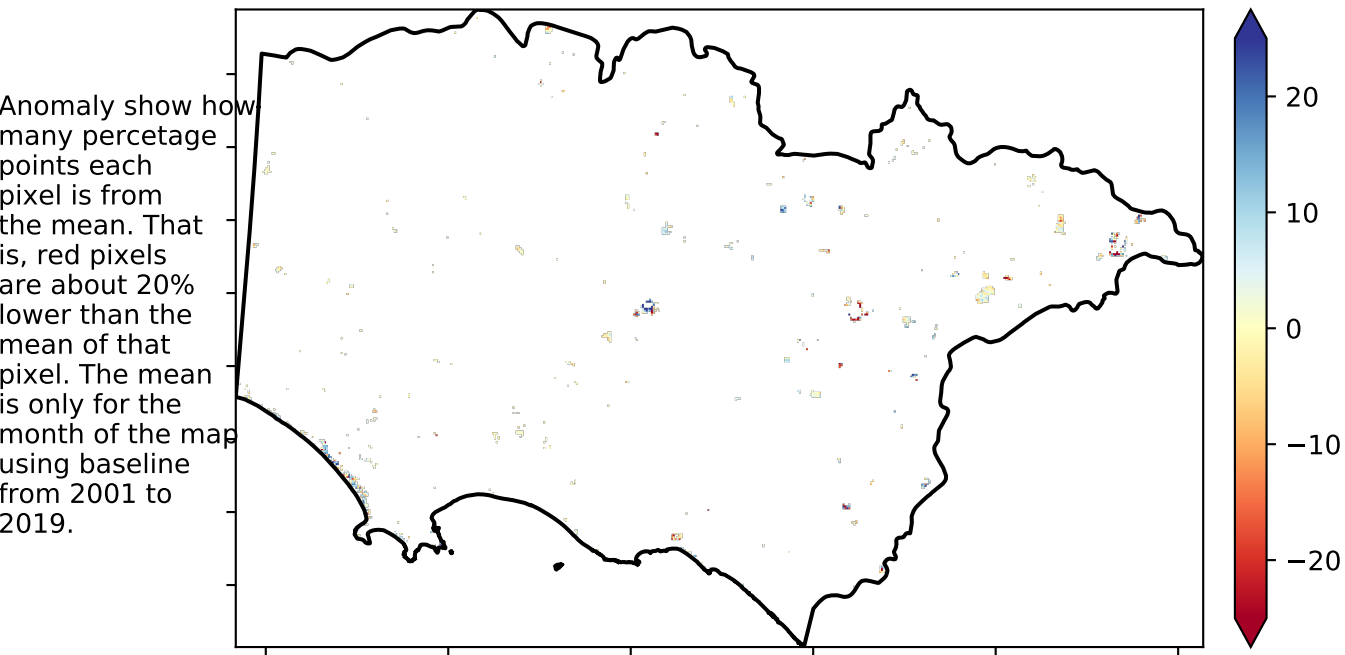 Anomaly show how
many percetage
points each
pixel is from
the mean. That
is, red pixels
are about 20%
lower than the
mean of that
pixel. The mean
is only for the
month of the map
using baseline
from 2001 to
2019.
20
10
0
−10
−20